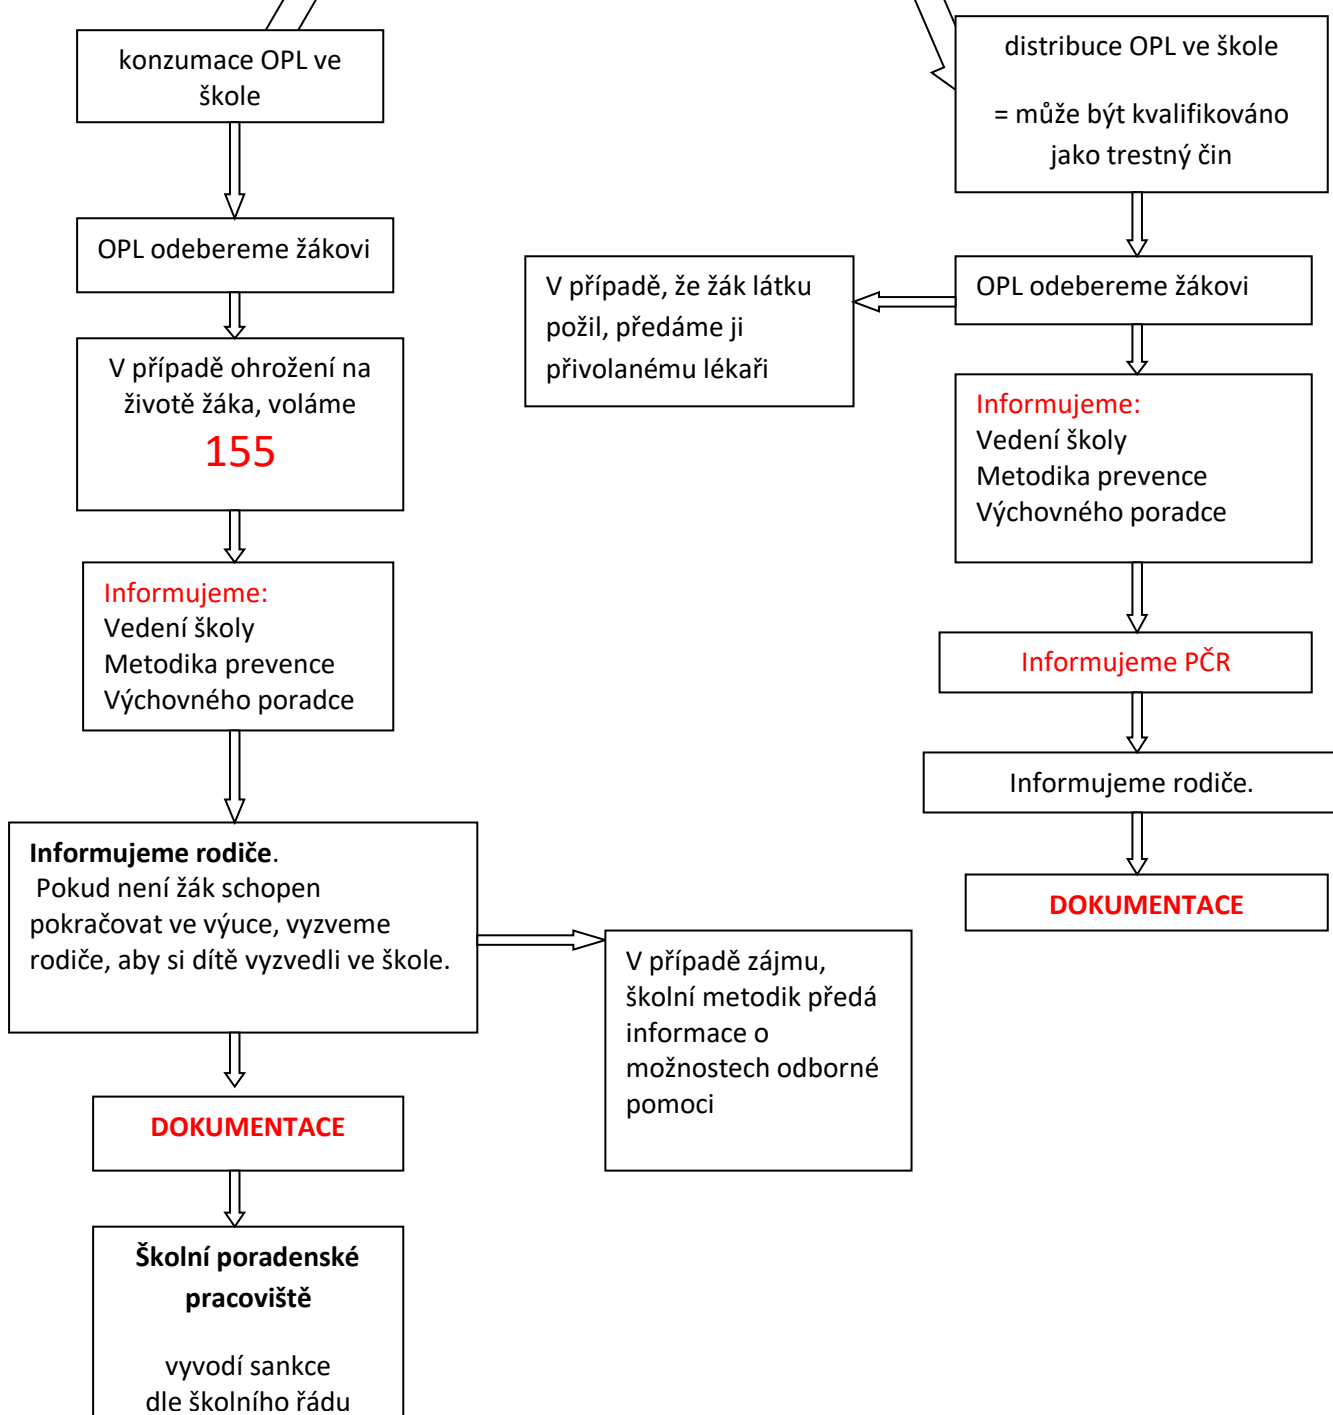 konzumace OPL ve
škole
OPL odebereme žákovi
V případě ohrožení na
životě žáka, voláme
155
Informujeme:
Vedení školy
Metodika prevence
Výchovného poradce
Informujeme rodiče.
Pokud není žák schopen
pokračovat ve výuce, vyzveme
rodiče, aby si dítě vyzvedli ve škole.
V případě zájmu,
školní metodik předá
informace o
možnostech odborné
pomoci
DOKUMENTACE
Školní poradenské
pracoviště
vyvodí sankce
dle školního řádu
distribuce OPL ve škole
= může být kvalifikováno
jako trestný čin
OPL odebereme žákovi
V případě, že žák látku
požil, předáme ji
přivolanému lékaři
Informujeme:
Vedení školy
Metodika prevence
Výchovného poradce
Informujeme PČR
Informujeme rodiče.
DOKUMENTACE